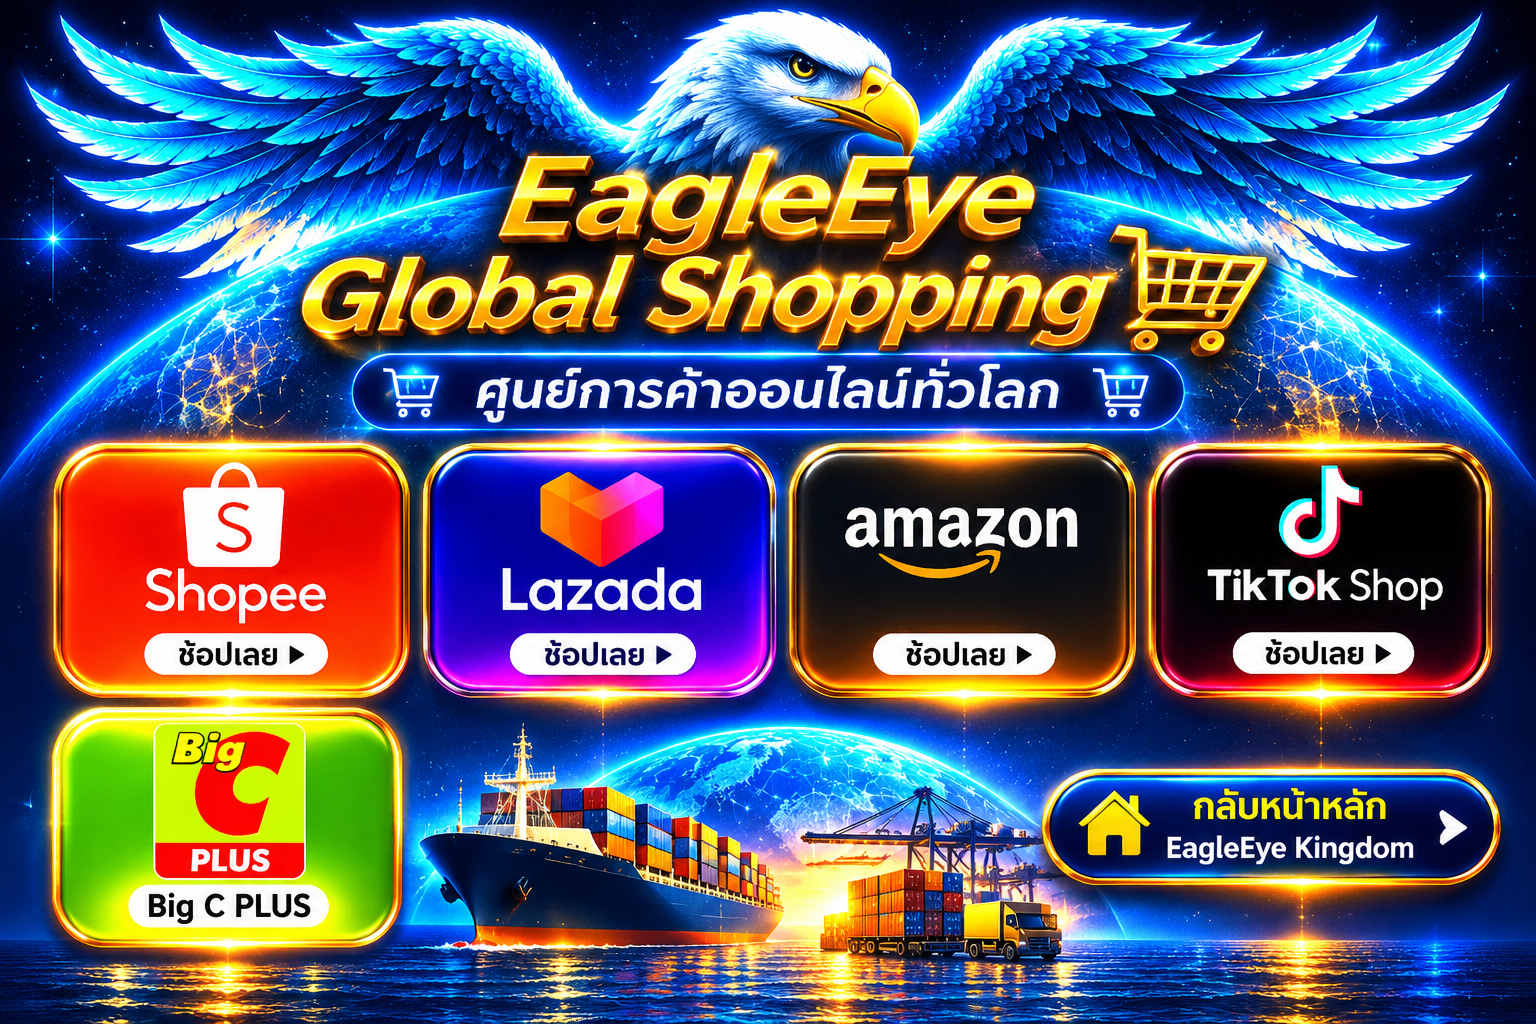 EagleEye
Global Shopping
ศูนย์การค้าออนไลน์ทั่วโลก
S
Shopee
ช้อปเลย
Lazada
ช้อปเลย
amazon
ช้อปเลย
TikTok Shop
ช้อปเลย
Big
C
PLUS
Big C PLUS
กลับหน้าหลัก
EagleEye Kingdom